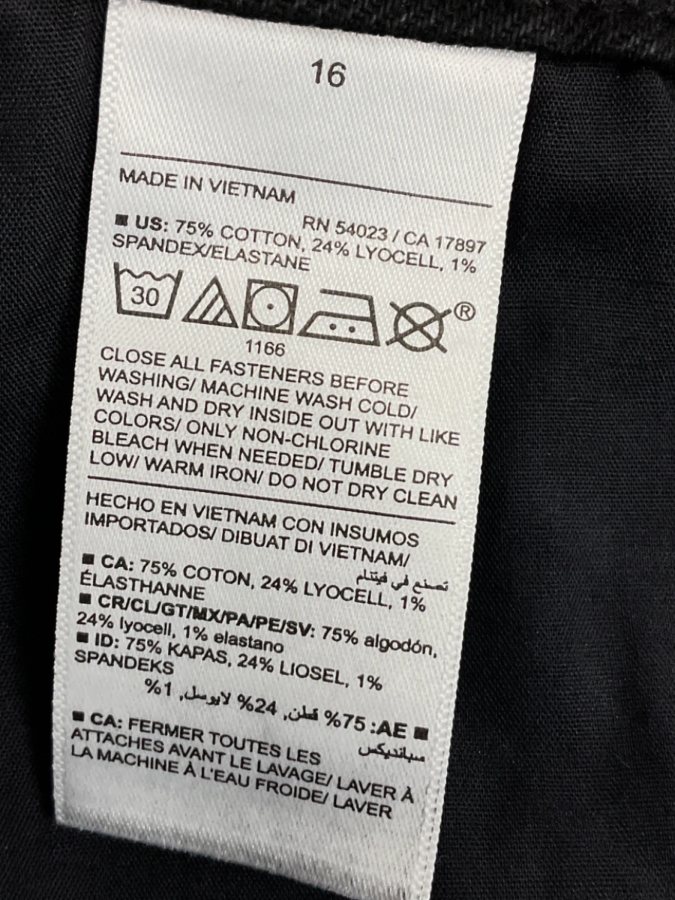 16
MADE IN VIETNAM
RN 54023 / CA 17897
■ US: 75% COTTON, 24% LYOCELL, 1%
SPANDEX/ELASTANE
30
®
1166
CLOSE ALL FASTENERS BEFORE
WASHING/ MACHINE WASH COLD/
WASH AND DRY INSIDE OUT WITH LIKE
COLORS/ ONLY NON-CHLORINE
BLEACH WHEN NEEDED/ TUMBLE DRY
LOW/ WARM IRON/ DO NOT DRY CLEAN
HECHO EN VIETNAM CON INSUMOS
IMPORTADOS/ DIBUAT DI VIETNAM/
تصنع في فيتنام
■ CA: 75% COTON, 24% LYOCELL, 1%
ÉLASTHANNE
■ CR/CL/GT/MX/PA/PE/SV: 75% algodón,
24% lyocell, 1% elastano
■ ID: 75% KAPAS, 24% LIOSEL, 1%
SPANDEKS
■ AE: 75% قطن, 24% لايوسل, 1%
سباندیکس
■ CA: FERMER TOUTES LES
ATTACHES AVANT LE LAVAGE/ LAVER À
LA MACHINE À L'EAU FROIDE/ LAVER